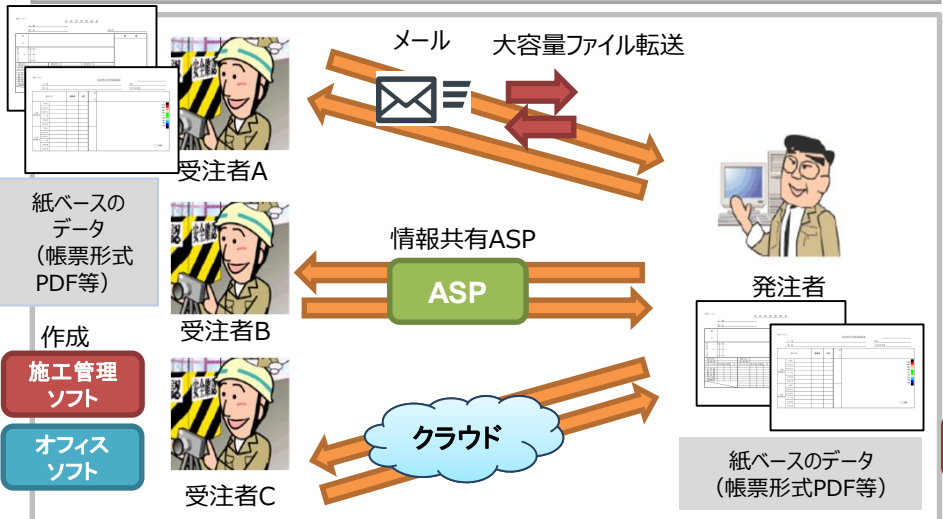 メール
大容量ファイル転送
受注者A
紙ベースの
データ
（帳票形式
PDF等）
情報共有ASP
ASP
発注者
受注者B
作成
施工管理
ソフト
オフィス
ソフト
クラウド
受注者C
紙ベースのデータ
（帳票形式PDF等）